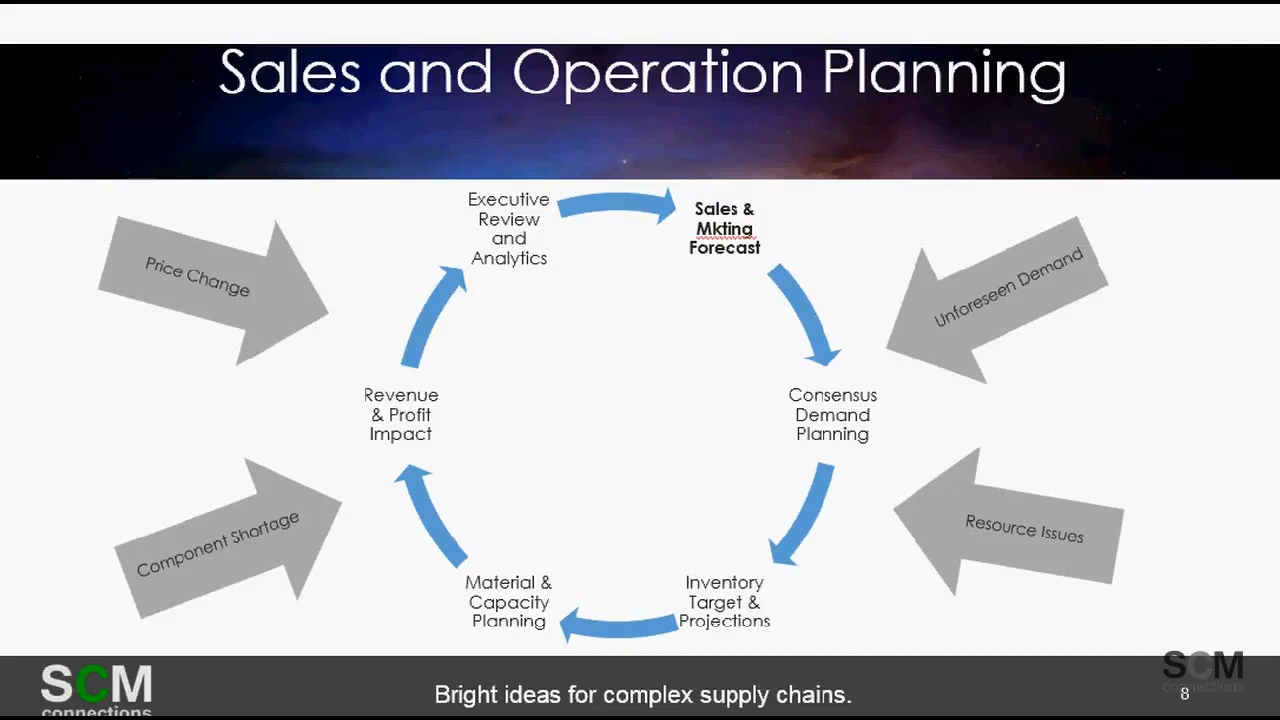 Sales and Operation Planning
Executive
Review
and
Analytics
Sales &
Mkting
Forecast
Price Change
Unforeseen Demand
Revenue
& Profit
Impact
Consensus
Demand
Planning
Component Shortage
Resource Issues
Material &
Capacity
Planning
Inventory
Target &
Projections
SCM
connections
Bright ideas for complex supply chains.
SCM
connections
8